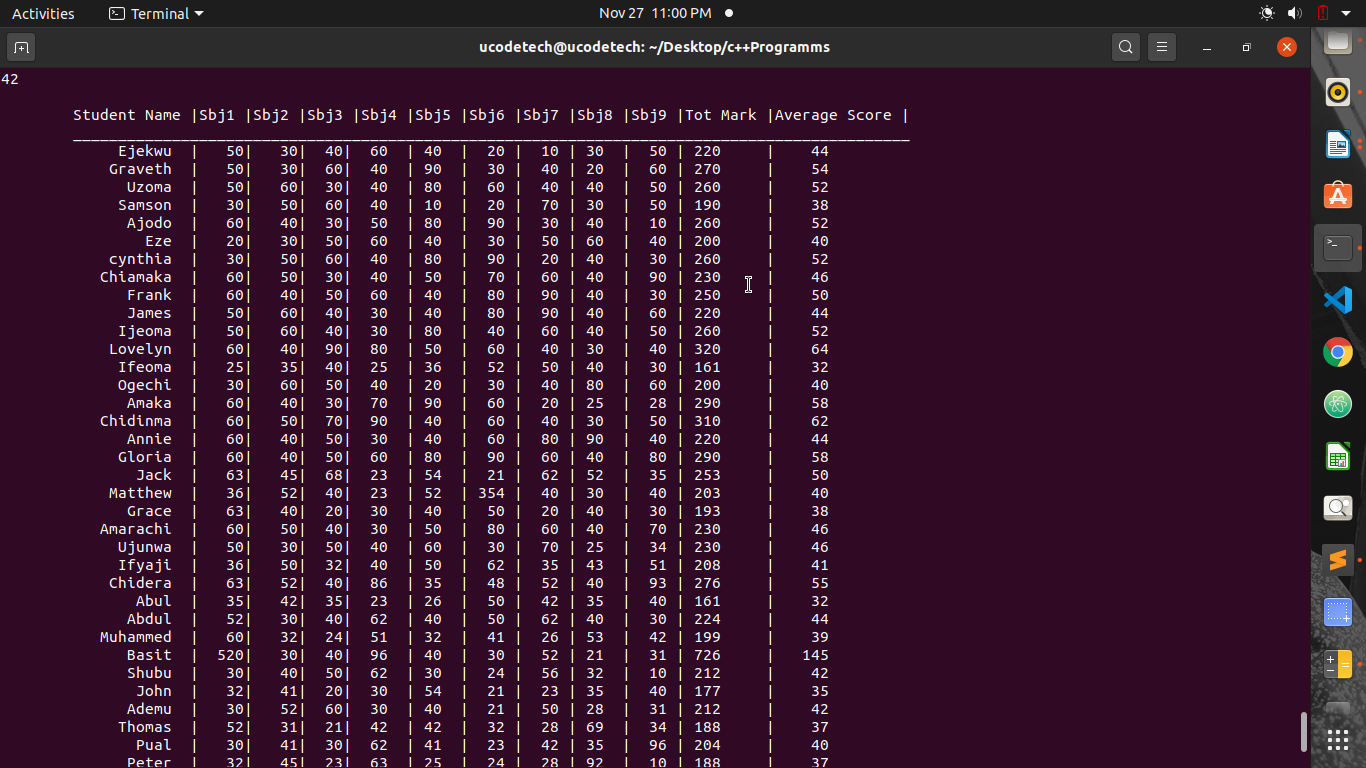 Activities Terminal Nov 27 11:00 PM
ucodetech@ucodetech: ~/Desktop/c++Programms
42
Student Name |Sbj1 |Sbj2 |Sbj3 |Sbj4 |Sbj5 |Sbj6 |Sbj7 |Sbj8 |Sbj9 |Tot Mark |Average Score |
Ejekwu | 50| 30| 40| 60 | 40 | 20 | 10 | 30 | 50 | 220 | 44
Graveth | 50| 30| 60| 40 | 90 | 30 | 40 | 20 | 60 | 270 | 54
Uzoma | 50| 60| 30| 40 | 80 | 60 | 40 | 40 | 50 | 260 | 52
Samson | 30| 50| 60| 40 | 10 | 20 | 70 | 30 | 50 | 190 | 38
Ajodo | 60| 40| 30| 50 | 80 | 90 | 30 | 40 | 10 | 260 | 52
Eze | 20| 30| 50| 60 | 40 | 30 | 50 | 60 | 40 | 200 | 40
cynthia | 30| 50| 60| 40 | 80 | 90 | 20 | 40 | 30 | 260 | 52
Chiamaka | 60| 50| 30| 40 | 50 | 70 | 60 | 40 | 90 | 230 | 46
Frank | 60| 40| 50| 60 | 40 | 80 | 90 | 40 | 30 | 250 | 50
James | 50| 60| 40| 30 | 40 | 80 | 90 | 40 | 60 | 220 | 44
Ijeoma | 50| 60| 40| 30 | 80 | 40 | 60 | 40 | 50 | 260 | 52
Lovelyn | 60| 40| 90| 80 | 50 | 60 | 40 | 30 | 40 | 320 | 64
Ifeoma | 25| 35| 40| 25 | 36 | 52 | 50 | 40 | 30 | 161 | 32
Ogechi | 30| 60| 50| 40 | 20 | 30 | 40 | 80 | 60 | 200 | 40
Amaka | 60| 40| 30| 70 | 90 | 60 | 20 | 25 | 28 | 290 | 58
Chidinma | 60| 50| 70| 90 | 40 | 60 | 40 | 30 | 50 | 310 | 62
Annie | 60| 40| 50| 30 | 40 | 60 | 80 | 90 | 40 | 220 | 44
Gloria | 60| 40| 50| 60 | 80 | 90 | 60 | 40 | 80 | 290 | 58
Jack | 63| 45| 68| 23 | 54 | 21 | 62 | 52 | 35 | 253 | 50
Matthew | 36| 52| 40| 23 | 52 | 354 | 40 | 30 | 40 | 203 | 40
Grace | 63| 40| 20| 30 | 40 | 50 | 20 | 40 | 30 | 193 | 38
Amarachi | 60| 50| 40| 30 | 50 | 80 | 60 | 40 | 70 | 230 | 46
Ujunwa | 50| 30| 50| 40 | 60 | 30 | 70 | 25 | 34 | 230 | 46
Ifyaji | 36| 50| 32| 40 | 50 | 62 | 35 | 43 | 51 | 208 | 41
Chidera | 63| 52| 40| 86 | 35 | 48 | 52 | 40 | 93 | 276 | 55
Abul | 35| 42| 35| 23 | 26 | 50 | 42 | 35 | 40 | 161 | 32
Abdul | 52| 30| 40| 62 | 40 | 50 | 62 | 40 | 30 | 224 | 44
Muhammed | 60| 32| 24| 51 | 32 | 41 | 26 | 53 | 42 | 199 | 39
Basit | 520| 30| 40| 96 | 40 | 30 | 52 | 21 | 31 | 726 | 145
Shubu | 30| 40| 50| 62 | 30 | 24 | 56 | 32 | 10 | 212 | 42
John | 32| 41| 20| 30 | 54 | 21 | 23 | 35 | 40 | 177 | 35
Ademu | 30| 52| 60| 30 | 40 | 21 | 50 | 28 | 31 | 212 | 42
Thomas | 52| 31| 21| 42 | 42 | 32 | 28 | 69 | 34 | 188 | 37
Pual | 30| 41| 30| 62 | 41 | 23 | 42 | 35 | 96 | 204 | 40
Peter | 32| 45| 23| 63 | 25 | 24 | 28 | 92 | 10 | 188 | 37